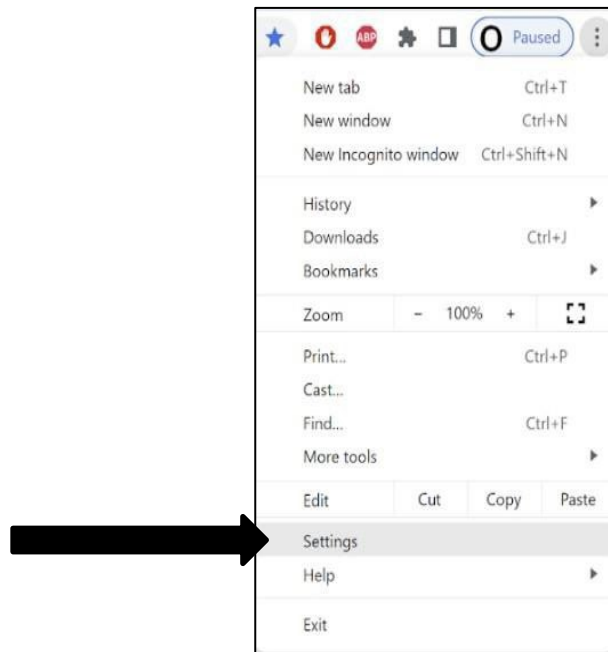 ABP O Paused
New tab Ctrl+T
New window Ctrl+N
New Incognito window Ctrl+Shift+N
History
Downloads Ctrl+J
Bookmarks
Zoom - 100% +
Print... Ctrl+P
Cast...
Find... Ctrl+F
More tools
Edit Cut Copy Paste
Settings
Help
Exit